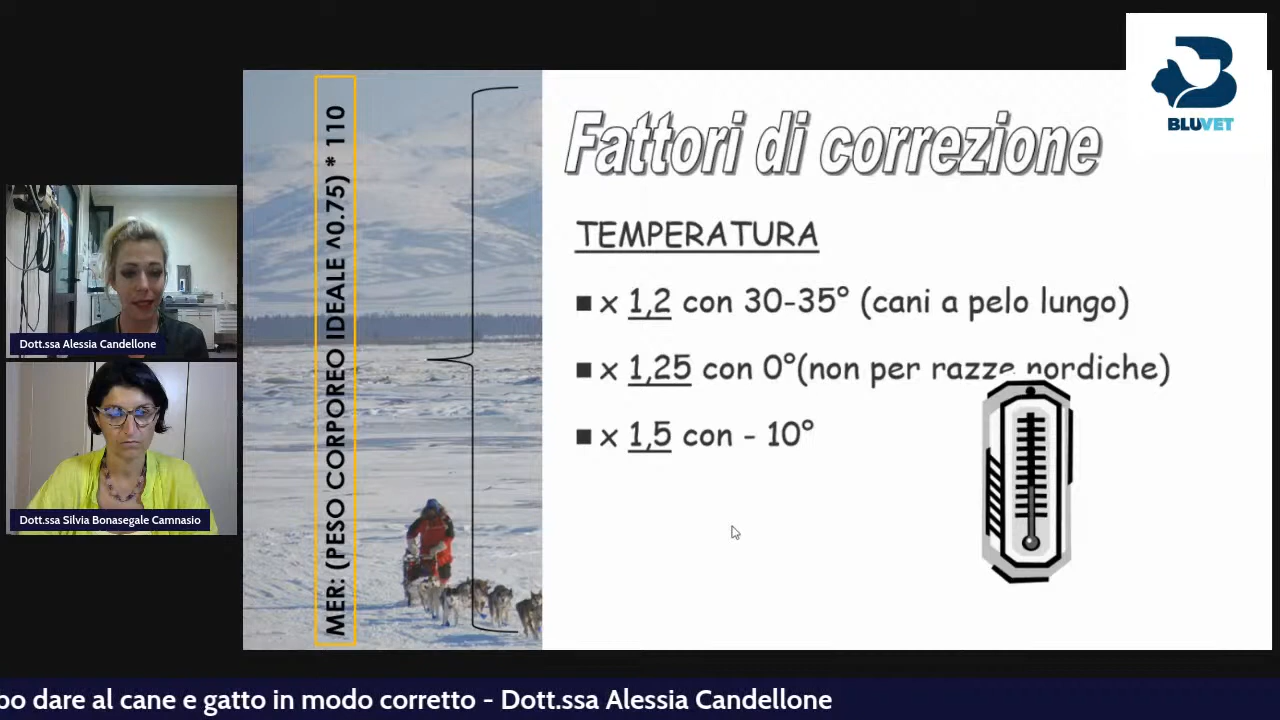 BLUVET
MER: (PESO CORPOREO IDEALE ^0.75) * 110
Fattori di correzione
TEMPERATURA
■ x 1,2 con 30-35° (cani a pelo lungo)
■ x 1,25 con 0°(non per razze nordiche)
■ x 1,5 con - 10°
Dott.ssa Alessia Candellone
Dott.ssa Silvia Bonasegale Camnasio
po dare al cane e gatto in modo corretto - Dott.ssa Alessia Candellone